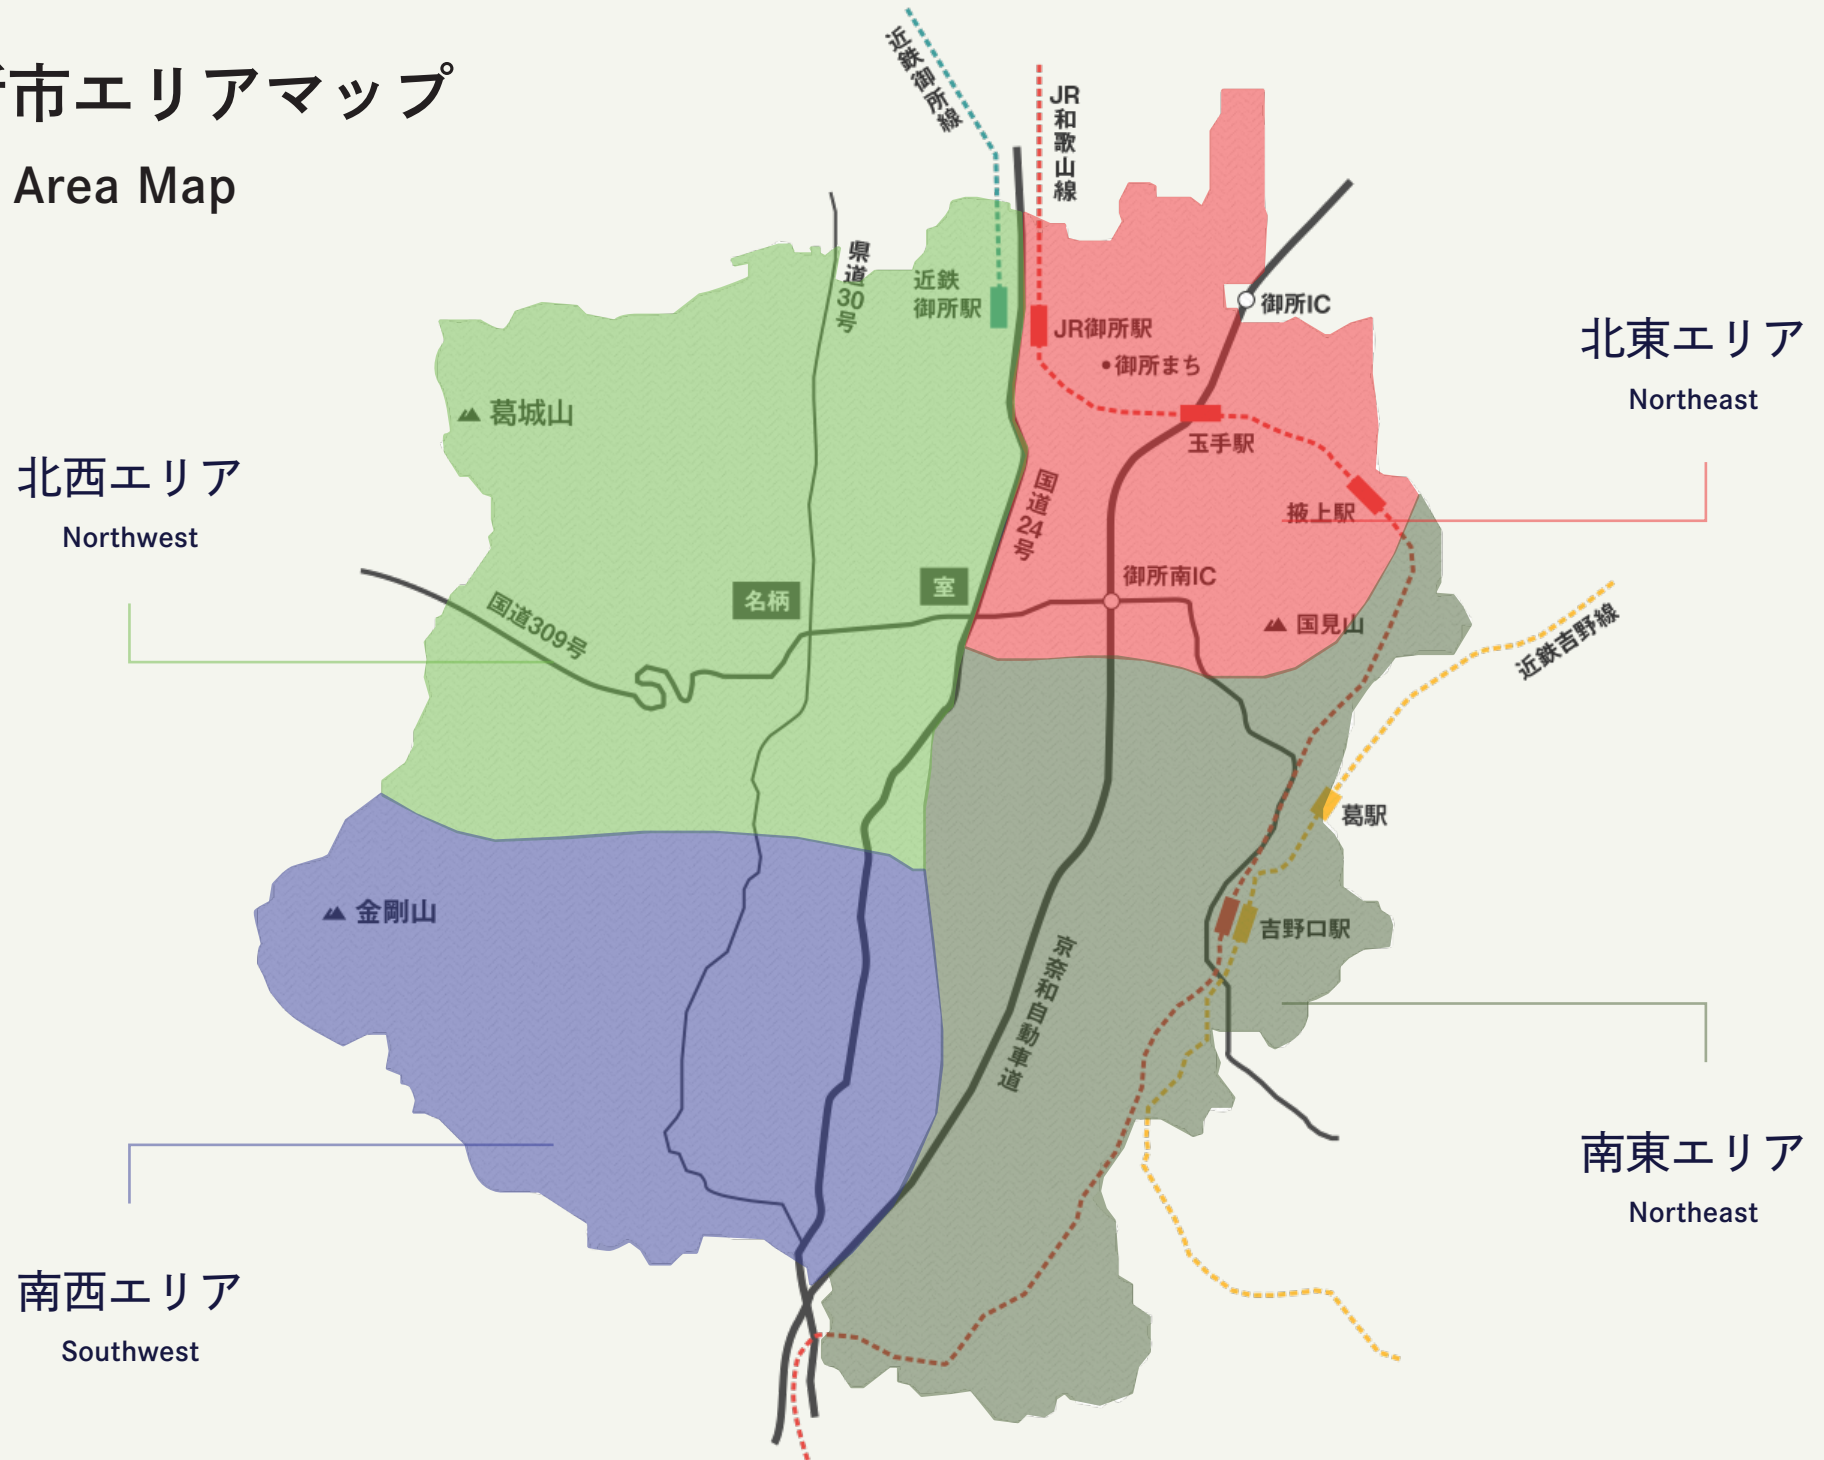 市エリアマップ
Area Map
近鉄御所線
JR和歌山線
県道30号
近鉄
御所駅
JR御所駅
御所まち
御所IC
北東エリア
Northeast
葛城山
玉手駅
北西エリア
Northwest
国道24号
掖上駅
御所南IC
室
名柄
国道309号
国見山
近鉄吉野線
葛駅
金剛山
吉野口駅
京奈和自動車道
南東エリア
Northeast
南西エリア
Southwest